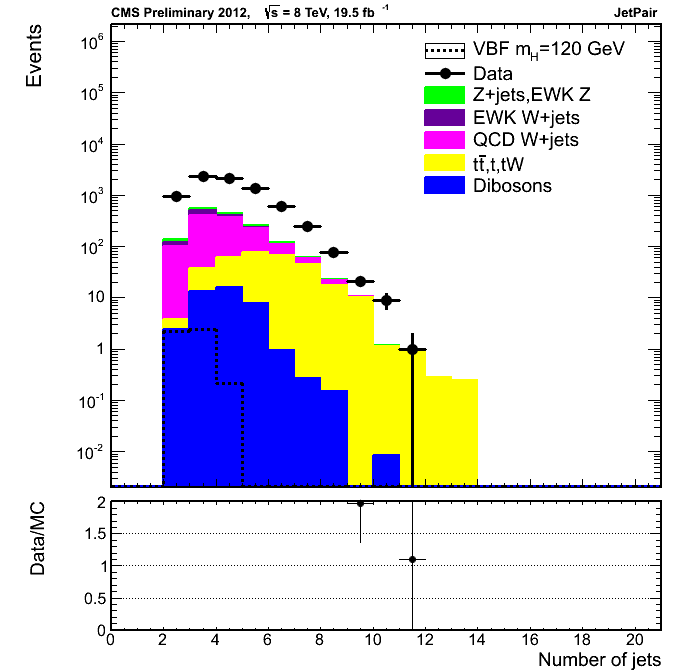 CMS Preliminary 2012, √s = 8 TeV, 19.5 fb⁻¹ JetPair
Events
10⁶
10⁵
10⁴
10³
10²
10
1
10⁻¹
10⁻²
VBF m_H=120 GeV
Data
Z+jets,EWK Z
EWK W+jets
QCD W+jets
tt̄,t,tW
Dibosons
Data/MC
2
1.5
1
0.5
0
0 2 4 6 8 10 12 14 16 18 20
Number of jets